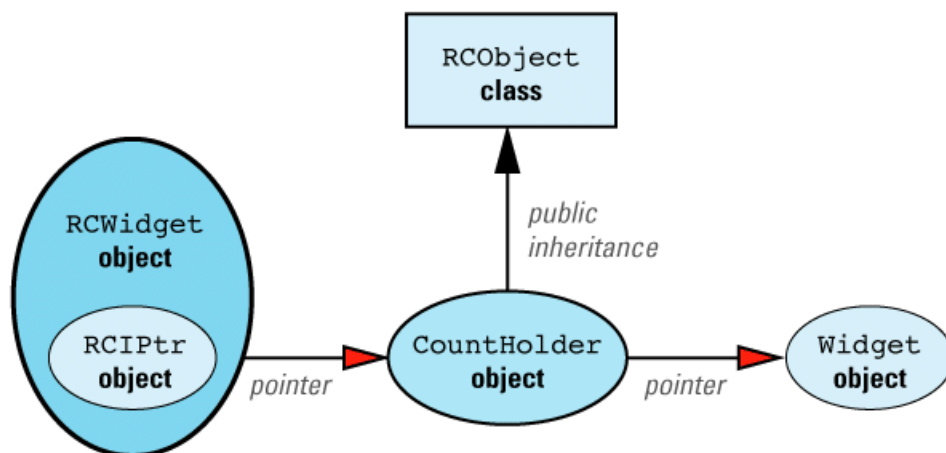 RCObject
class
RCWidget
object
RCIPtr
object
public
inheritance
pointer
CountHolder
object
pointer
Widget
object